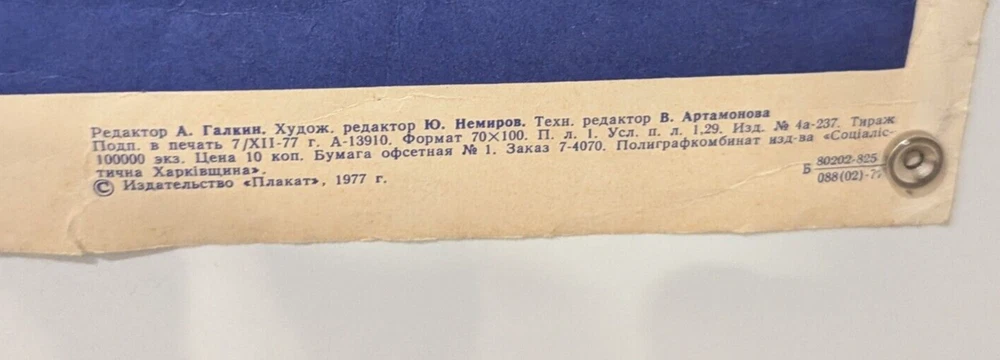 Редактор А. Галкин. Худож. редактор Ю. Немиров. Техн. редактор В. Артамонова
Подп. в печать 7/XII-77 г. А-13910. Формат 70×100. П. л. 1. Усл. п. л. 1,29. Изд. № 4а-237. Тираж
100000 экз. Цена 10 коп. Бумага офсетная № 1. Заказ 7-4070. Полиграфкомбинат изд-ва «Соціаліс-
тична Харківщина».
© Издательство «Плакат», 1977 г.
Б 80202-825
088(02)-77